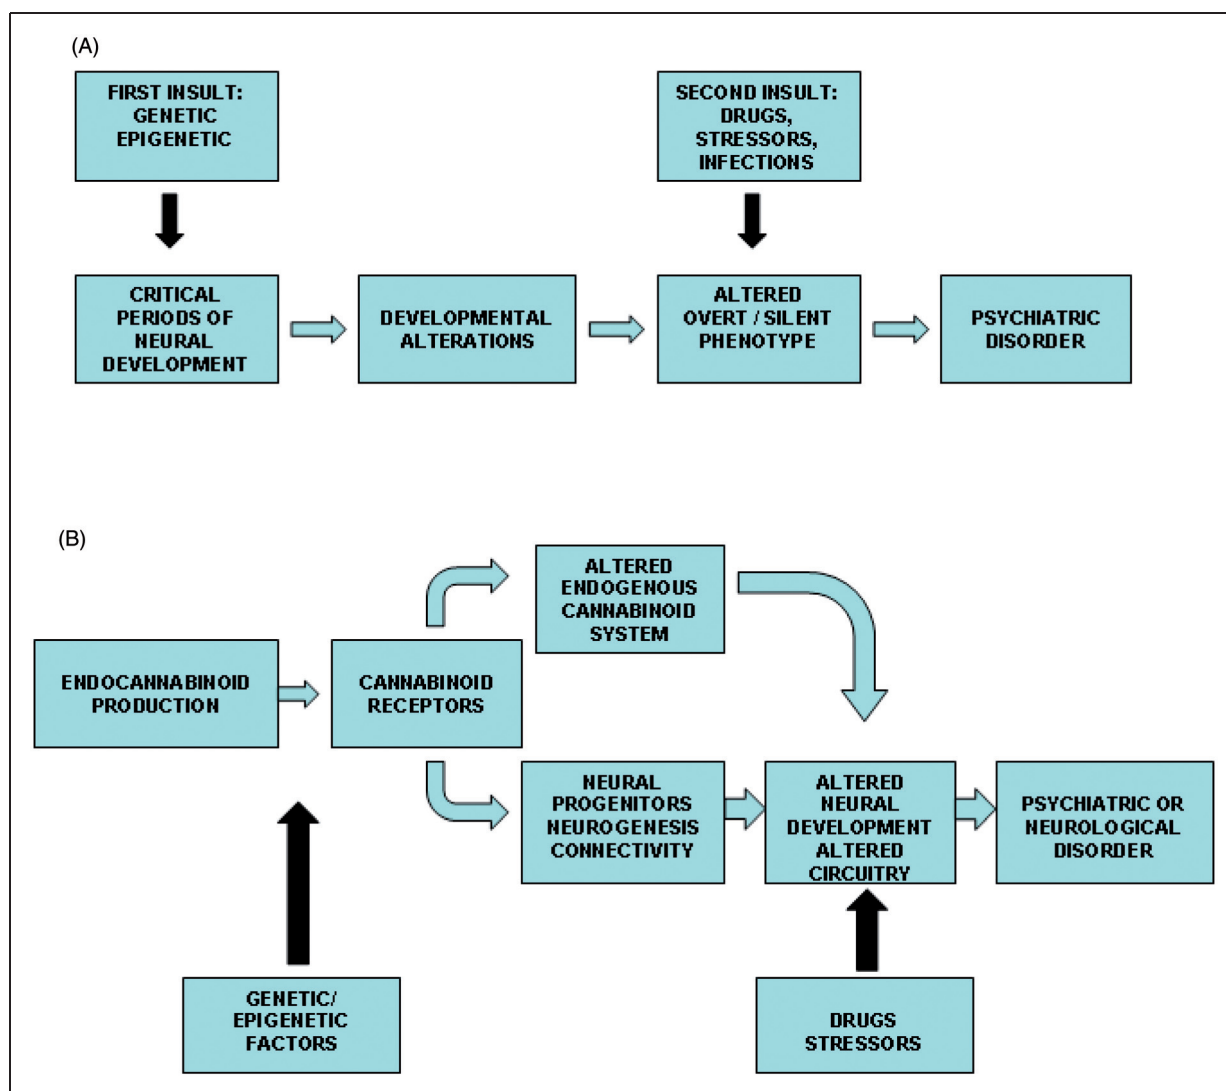 (A)
FIRST INSULT:
GENETIC
EPIGENETIC
SECOND INSULT:
DRUGS,
STRESSORS,
INFECTIONS
CRITICAL
PERIODS OF
NEURAL
DEVELOPMENT
DEVELOPMENTAL
ALTERATIONS
ALTERED
OVERT / SILENT
PHENOTYPE
PSYCHIATRIC
DISORDER
(B)
ALTERED
ENDOGENOUS
CANNABINOID
SYSTEM
ENDOCANNABINOID
PRODUCTION
CANNABINOID
RECEPTORS
NEURAL
PROGENITORS
NEUROGENESIS
CONNECTIVITY
ALTERED
NEURAL
DEVELOPMENT
ALTERED
CIRCUITRY
PSYCHIATRIC OR
NEUROLOGICAL
DISORDER
GENETIC/
EPIGENETIC
FACTORS
DRUGS
STRESSORS